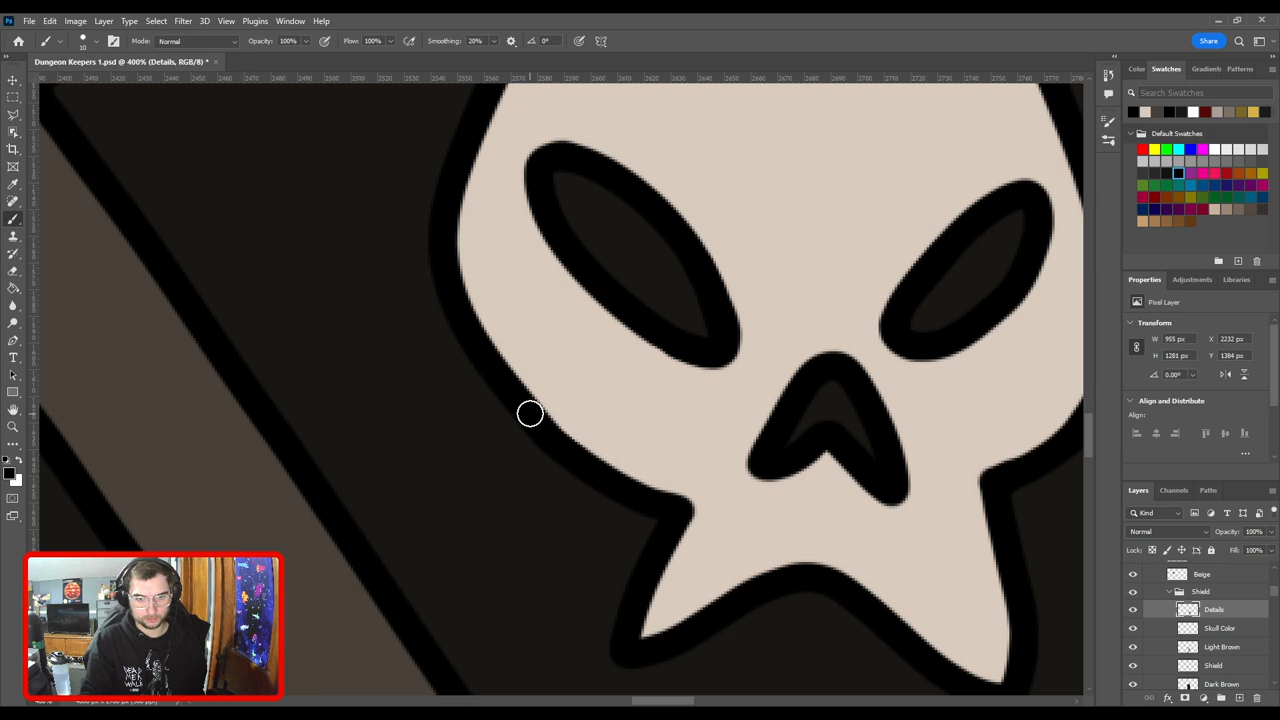 Ps File Edit Image Layer Type Select Filter 3D View Plugins Window Help
10 Mode: Normal Opacity: 100% Flow: 100% Smoothing: 20% 0° Share
Dungeon Keepers 1.psd @ 400% (Details, RGB/8) *
Color Swatches Gradients Patterns
Search Swatches
Default Swatches
Properties Adjustments Libraries
Pixel Layer
Transform
W 955 px X 2232 px
H 1281 px Y 1384 px
0.00°
Align and Distribute
Align:
Layers Channels Paths
Kind
Normal Opacity: 100%
Lock: Fill: 100%
Beige
Shield
Details
Skull Color
Light Brown
Shield
Dark Brown
DEAD